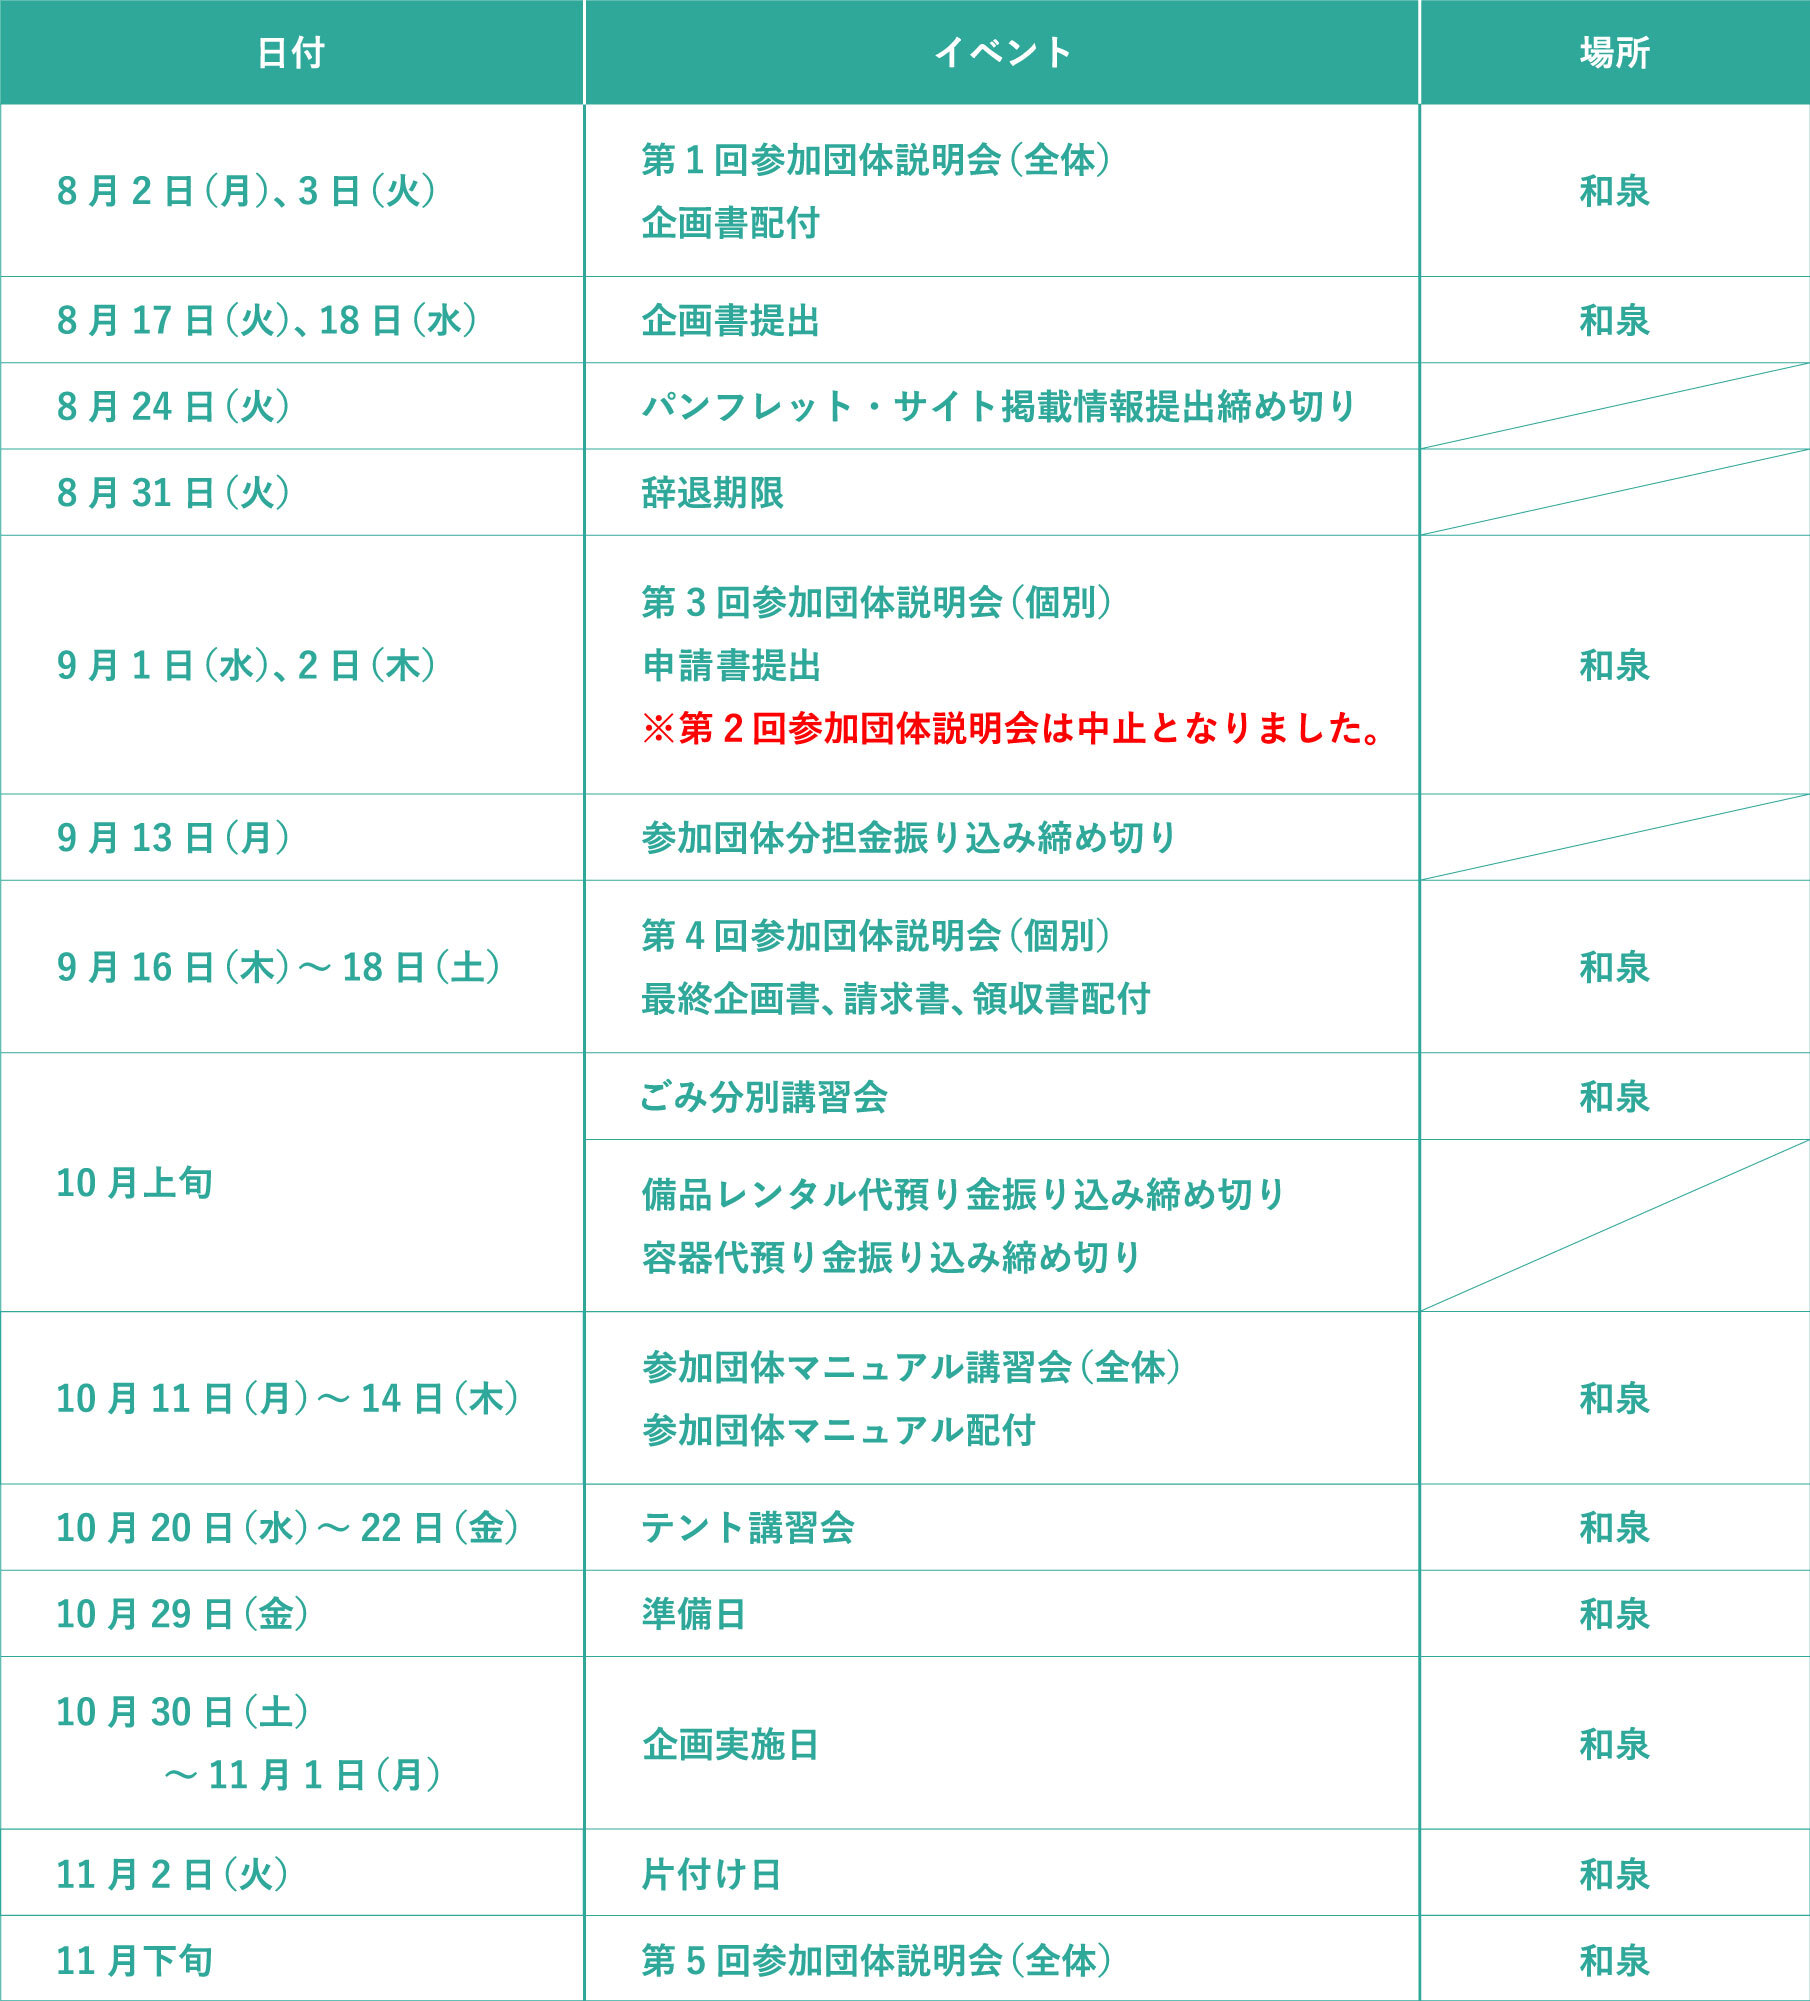 日付 イベント 場所
8月2日（月）、3日（火） 第1回参加団体説明会（全体） 和泉
企画書配付
8月17日（火）、18日（水） 企画書提出 和泉
8月24日（火） パンフレット・サイト掲載情報提出締め切り
8月31日（火） 辞退期限
第3回参加団体説明会（個別）
9月1日（水）、2日（木） 申請書提出 和泉
※第2回参加団体説明会は中止となりました。
9月13日（月） 参加団体分担金振り込み締め切り
9月16日（木）～18日（土） 第4回参加団体説明会（個別） 和泉
最終企画書、請求書、領収書配付
10月上旬 ごみ分別講習会 和泉
備品レンタル代預り金振り込み締め切り
容器代預り金振り込み締め切り
10月11日（月）～14日（木） 参加団体マニュアル講習会（全体） 和泉
参加団体マニュアル配付
10月20日（水）～22日（金） テント講習会 和泉
10月29日（金） 準備日 和泉
10月30日（土）
～11月1日（月） 企画実施日 和泉
11月2日（火） 片付け日 和泉
11月下旬 第5回参加団体説明会（全体） 和泉